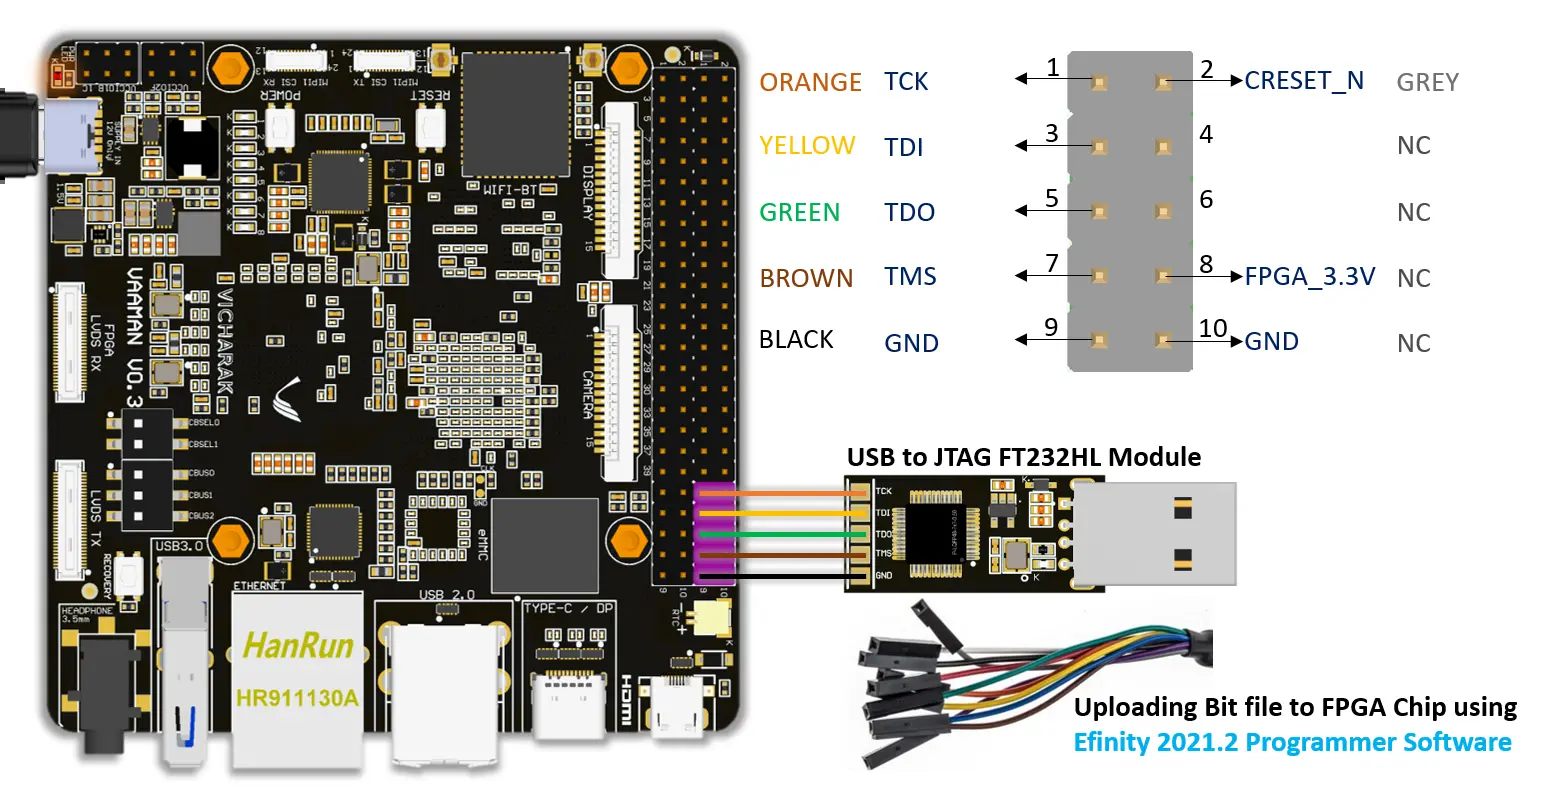 ORANGE TCK 1 2 CRESET_N GREY
YELLOW TDI 3 4 NC
GREEN TDO 5 6 NC
BROWN TMS 7 8 FPGA_3.3V NC
BLACK GND 9 10 GND NC
USB to JTAG FT232HL Module
TCK
TDI
TDO
TMS
GND
Uploading Bit file to FPGA Chip using
Efinity 2021.2 Programmer Software
MIPI1 CSI RX
MIPI1 CSI TX
POWER
RESET
WIFI-BT
DISPLAY
CAMERA
FPGA
LVDS RX
VAAMAN V0.3
VICHARAK
CBSEL0
CBSEL1
CBUS0
CBUS1
CBUS2
LVDS TX
RECOVERY
USB3.0
eMMC
CLK
GND
HEADPHONE
3.5mm
ETHERNET
HanRun
HR911130A
USB 2.0
TYPE-C / DP
RTC